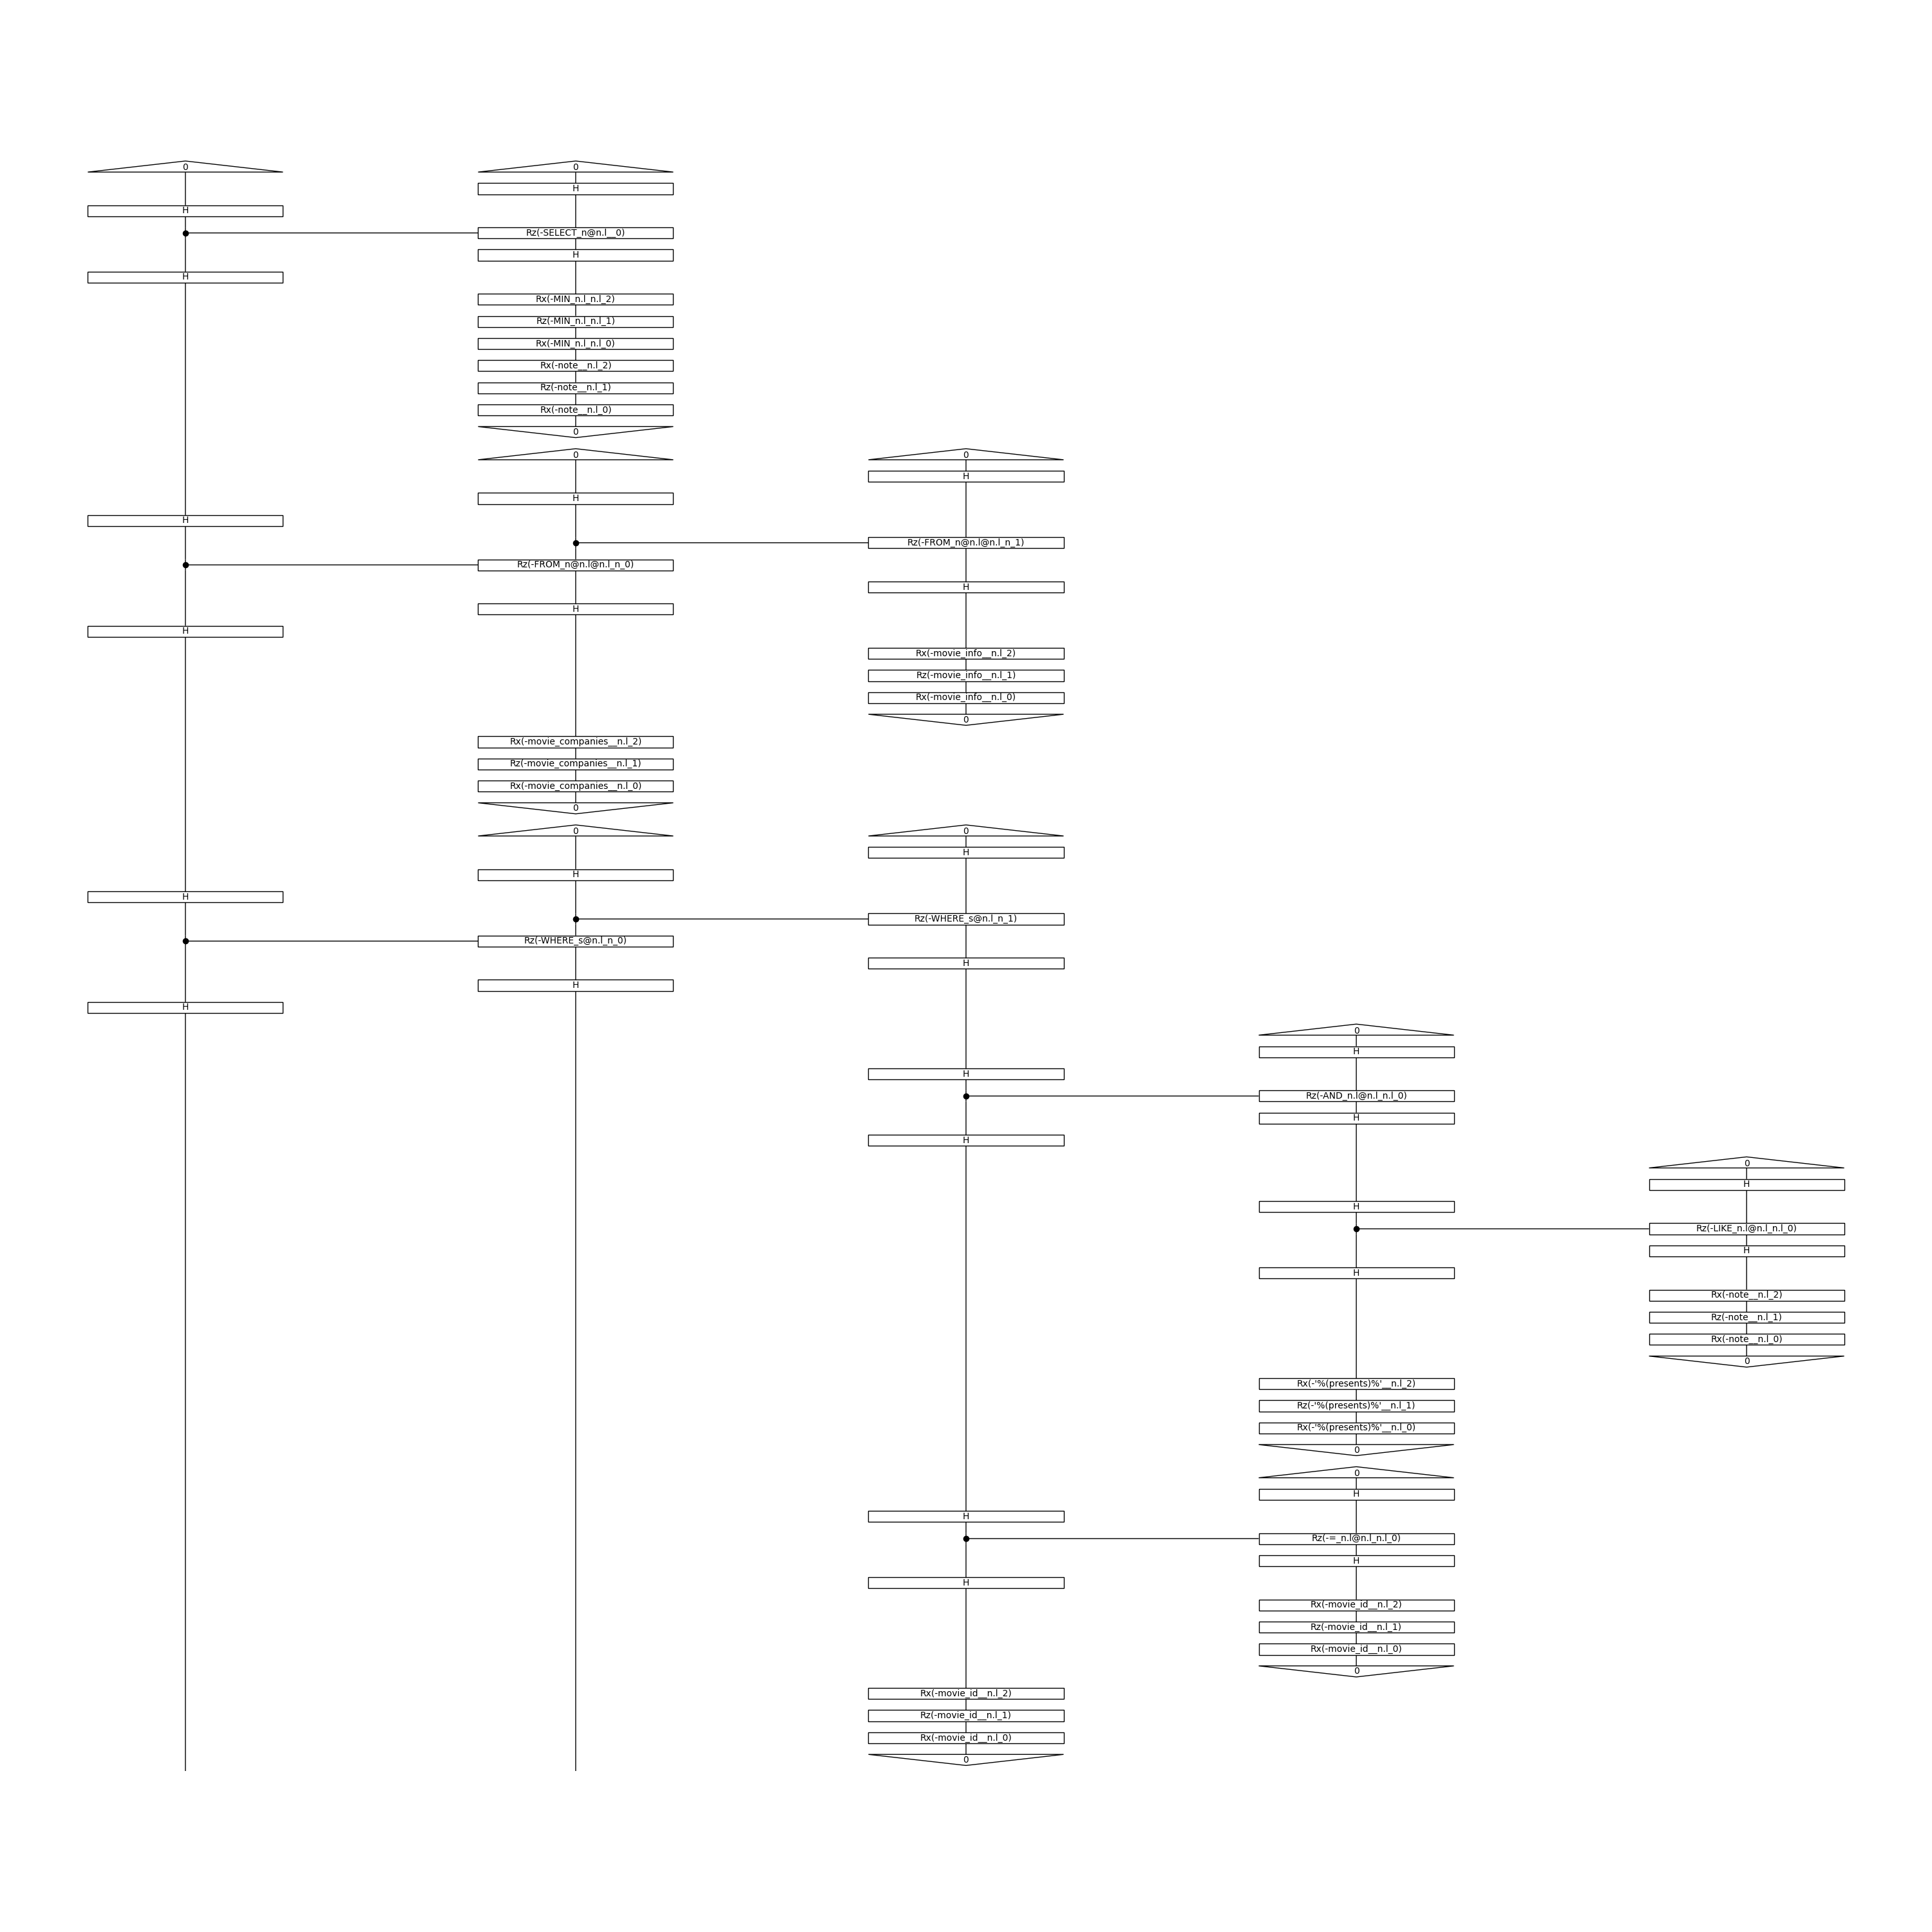 0 0
H
H
Rz(-SELECT_n@n.l__0)
H
H
Rx(-MIN_n.l_n.l_2)
Rz(-MIN_n.l_n.l_1)
Rx(-MIN_n.l_n.l_0)
Rx(-note__n.l_2)
Rz(-note__n.l_1)
Rx(-note__n.l_0)
0
0 0
H
H
H
Rz(-FROM_n@n.l@n.l_n_1)
Rz(-FROM_n@n.l@n.l_n_0)
H
H
H
Rx(-movie_info__n.l_2)
Rz(-movie_info__n.l_1)
Rx(-movie_info__n.l_0)
0
Rx(-movie_companies__n.l_2)
Rz(-movie_companies__n.l_1)
Rx(-movie_companies__n.l_0)
0
0 0
H
H
H
Rz(-WHERE_s@n.l_n_1)
Rz(-WHERE_s@n.l_n_0)
H
H
H
0
H
H
Rz(-AND_n.l@n.l_n.l_0)
H
H
0
H
H
Rz(-LIKE_n.l@n.l_n.l_0)
H
H
Rx(-note__n.l_2)
Rz(-note__n.l_1)
Rx(-note__n.l_0)
0
Rx(-'%(presents)%'__n.l_2)
Rz(-'%(presents)%'__n.l_1)
Rx(-'%(presents)%'__n.l_0)
0
0
H
H
Rz(-=_n.l@n.l_n.l_0)
H
H
Rx(-movie_id__n.l_2)
Rz(-movie_id__n.l_1)
Rx(-movie_id__n.l_0)
0
Rx(-movie_id__n.l_2)
Rz(-movie_id__n.l_1)
Rx(-movie_id__n.l_0)
0